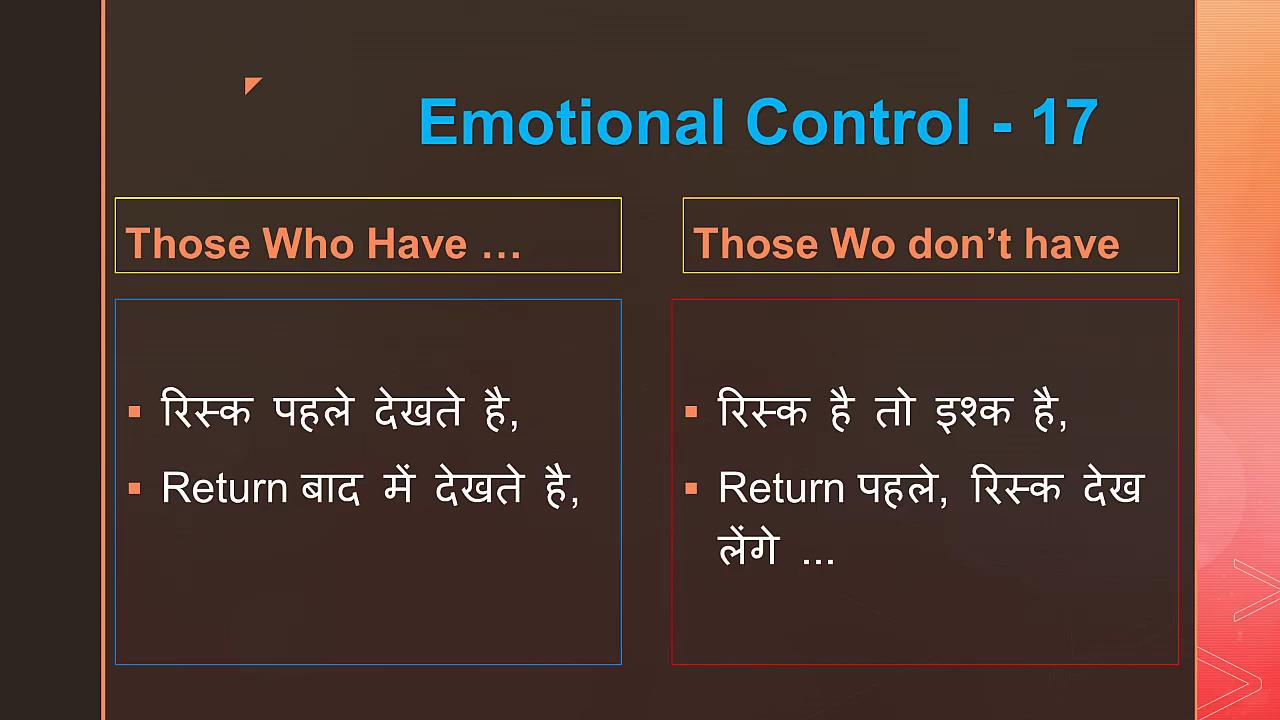 Emotional Control - 17
Those Who Have …
Those Wo don’t have
रिस्क पहले देखते है,
Return बाद में देखते है,
रिस्क है तो इश्क है,
Return पहले, रिस्क देख
लेंगे ...